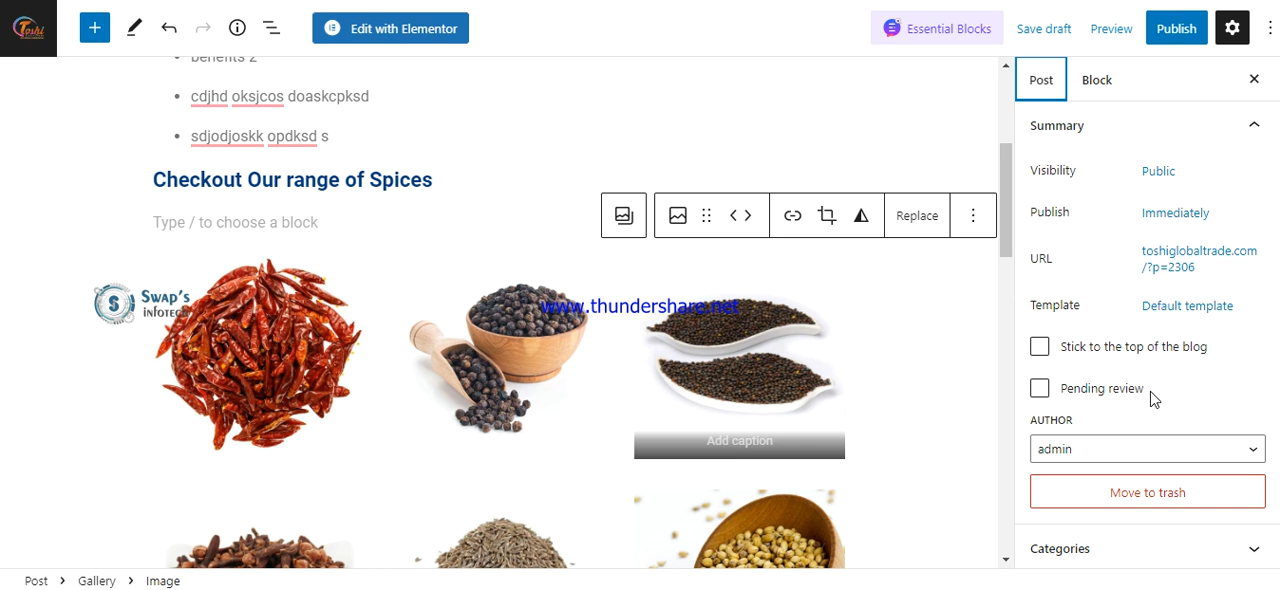 Toshi
Edit with Elementor
Essential Blocks
Save draft
Preview
Publish
benefits 2
cdjhd oksjcos doaskcpksd
sdjodjoskk opdksd s
Checkout Our range of Spices
Type / to choose a block
Replace
SWAP'S
INFOTECH
www.thundershare.net
Add caption
Post
Block
Summary
Visibility
Public
Publish
Immediately
URL
toshiglobaltrade.com
/?p=2306
Template
Default template
Stick to the top of the blog
Pending review
AUTHOR
admin
Move to trash
Categories
Post
Gallery
Image